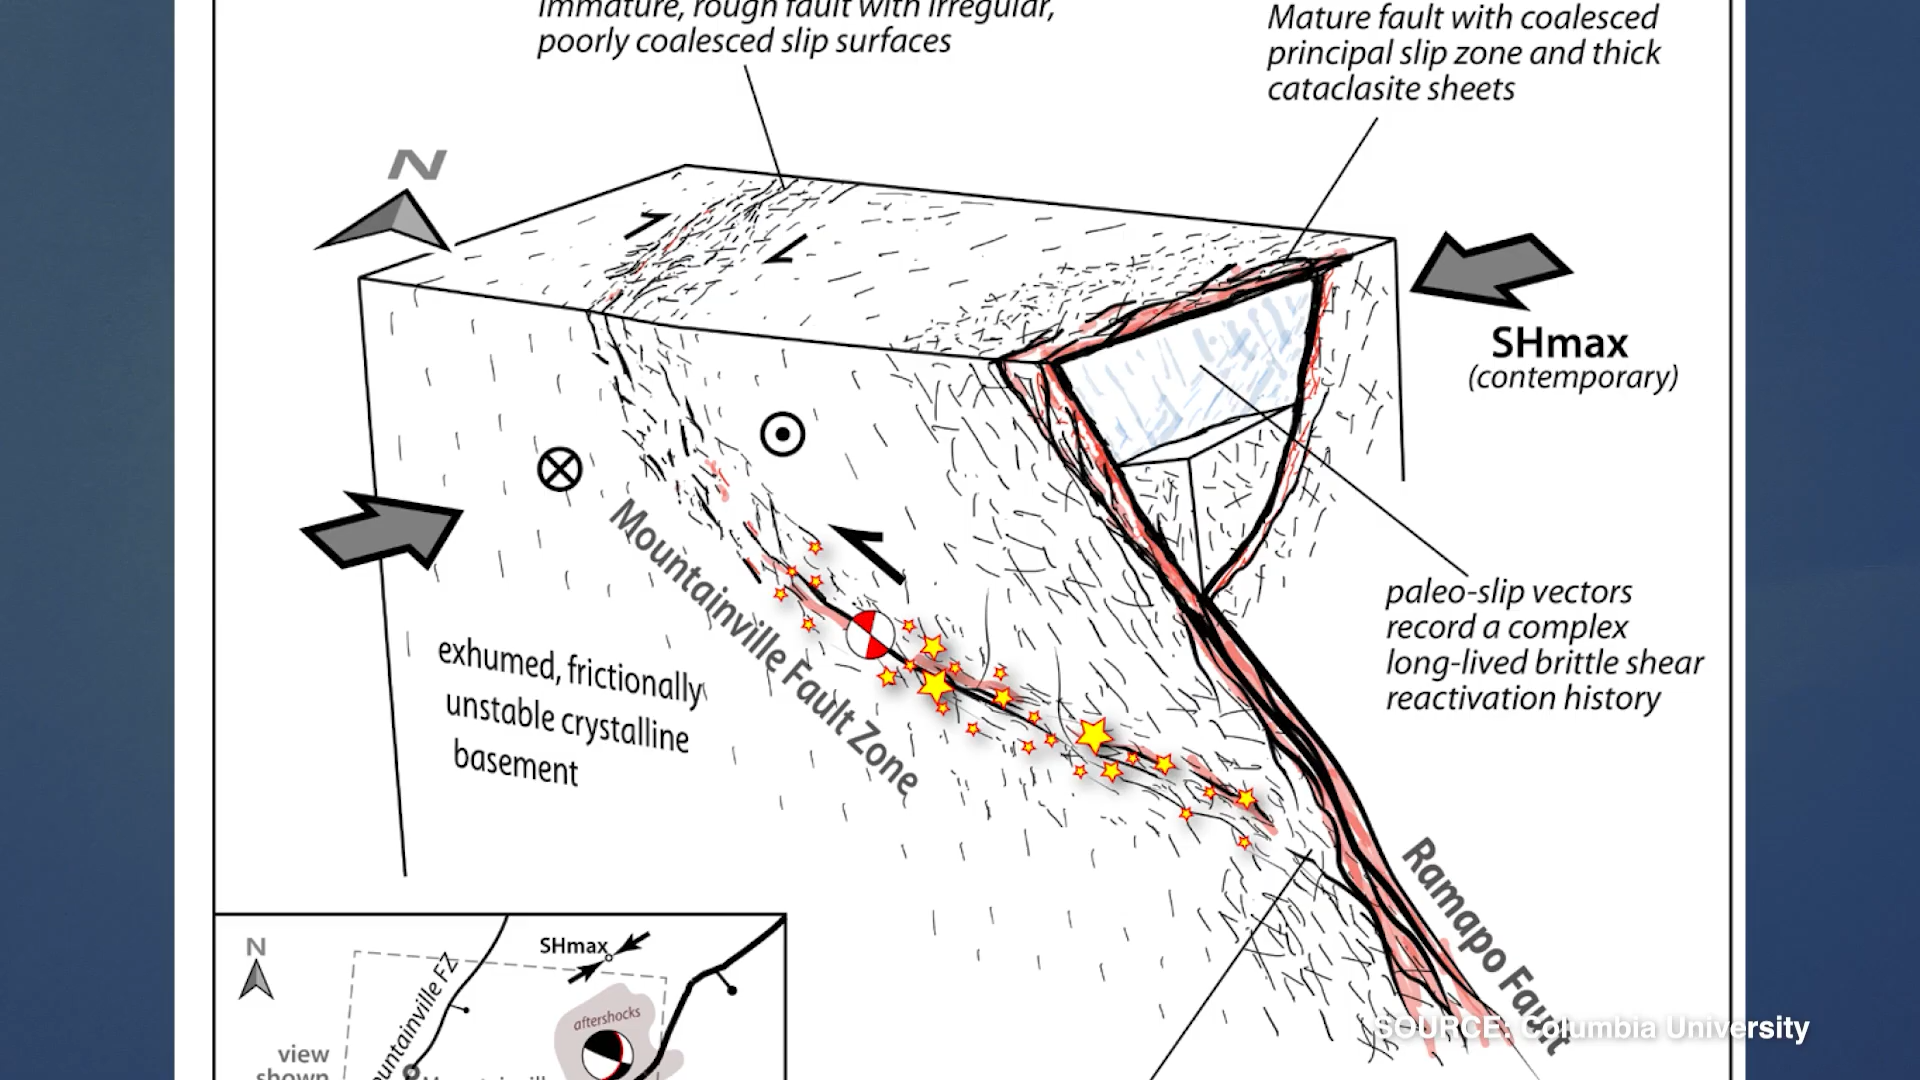 immature, rough fault with irregular,
poorly coalesced slip surfaces
Mature fault with coalesced
principal slip zone and thick
cataclasite sheets
N
SHmax
(contemporary)
Mountainville Fault Zone
exhumed, frictionally
unstable crystalline
basement
paleo-slip vectors
record a complex
long-lived brittle shear
reactivation history
Ramapo Fault
N
SHmax
aftershocks
view
shown
SOURCE: Columbia University